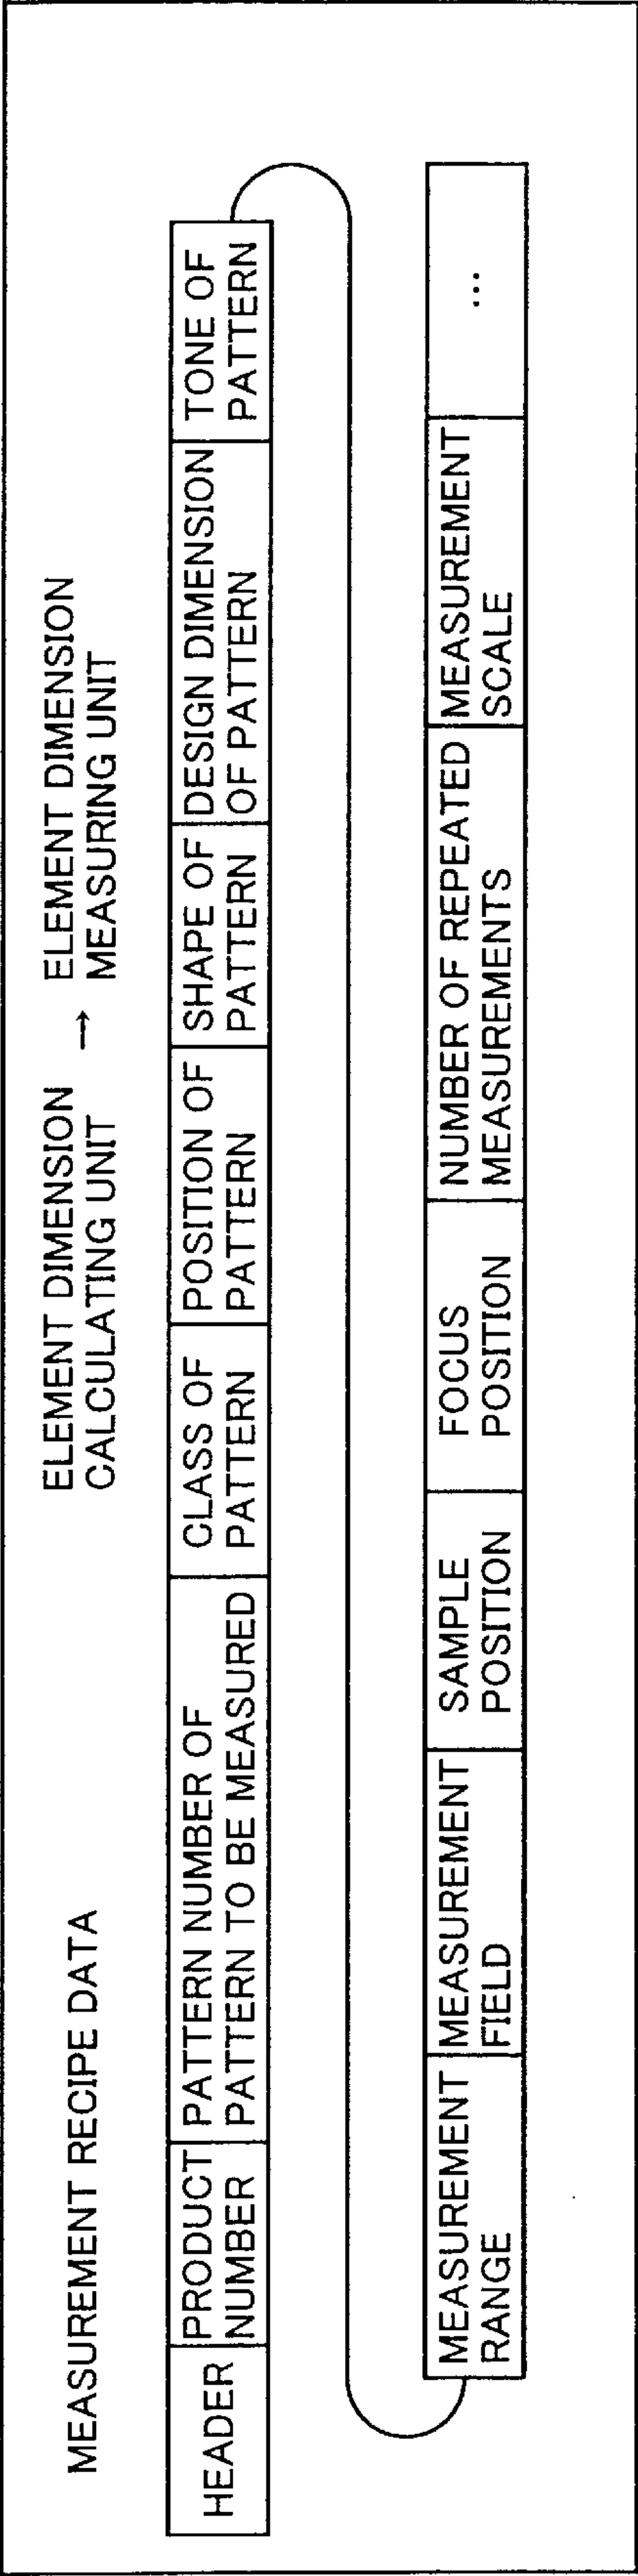 MEASUREMENT RECIPE DATA
ELEMENT DIMENSION
CALCULATING UNIT
→
ELEMENT DIMENSION
MEASURING UNIT
HEADER
PRODUCT
NUMBER
PATTERN NUMBER OF
PATTERN TO BE MEASURED
CLASS OF
PATTERN
POSITION OF
PATTERN
SHAPE OF
PATTERN
DESIGN DIMENSION
OF PATTERN
TONE OF
PATTERN
MEASUREMENT
RANGE
MEASUREMENT
FIELD
SAMPLE
POSITION
FOCUS
POSITION
NUMBER OF REPEATED
MEASUREMENTS
MEASUREMENT
SCALE
...